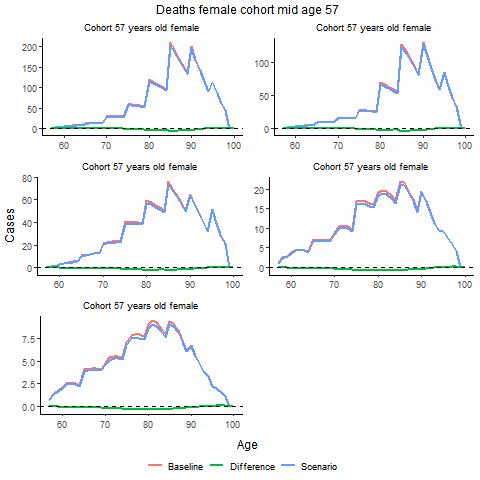 Deaths female cohort mid age 57
Cohort 57 years old female
Cohort 57 years old female
200
150
100
50
0
60 70 80 90 100
100
50
0
60 70 80 90 100
Cohort 57 years old female
Cohort 57 years old female
80
60
40
20
0
60 70 80 90 100
20
15
10
5
0
60 70 80 90 100
Cohort 57 years old female
7.5
5.0
2.5
0.0
60 70 80 90 100
Cases
Age
Baseline Difference Scenario